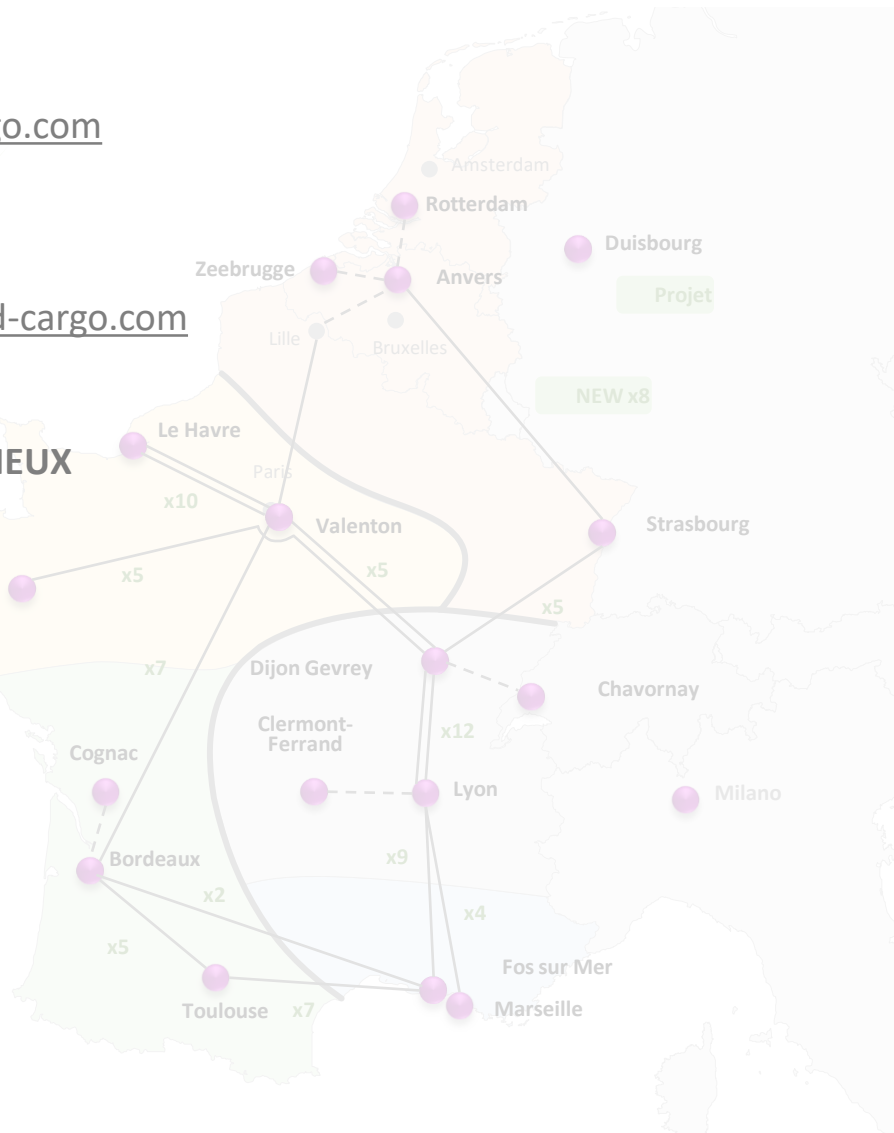 go.com
Amsterdam
Rotterdam
Duisbourg
Zeebrugge
Anvers
Projet
d-cargo.com
Lille
Bruxelles
NEW x8
Le Havre
IEUX
Paris
x10
Valenton
Strasbourg
x5
x5
x5
x7
Dijon Gevrey
Chavornay
Clermont-
Ferrand
x12
Cognac
Lyon
Milano
Bordeaux
x9
x2
x4
x5
Fos sur Mer
Toulouse
x7
Marseille